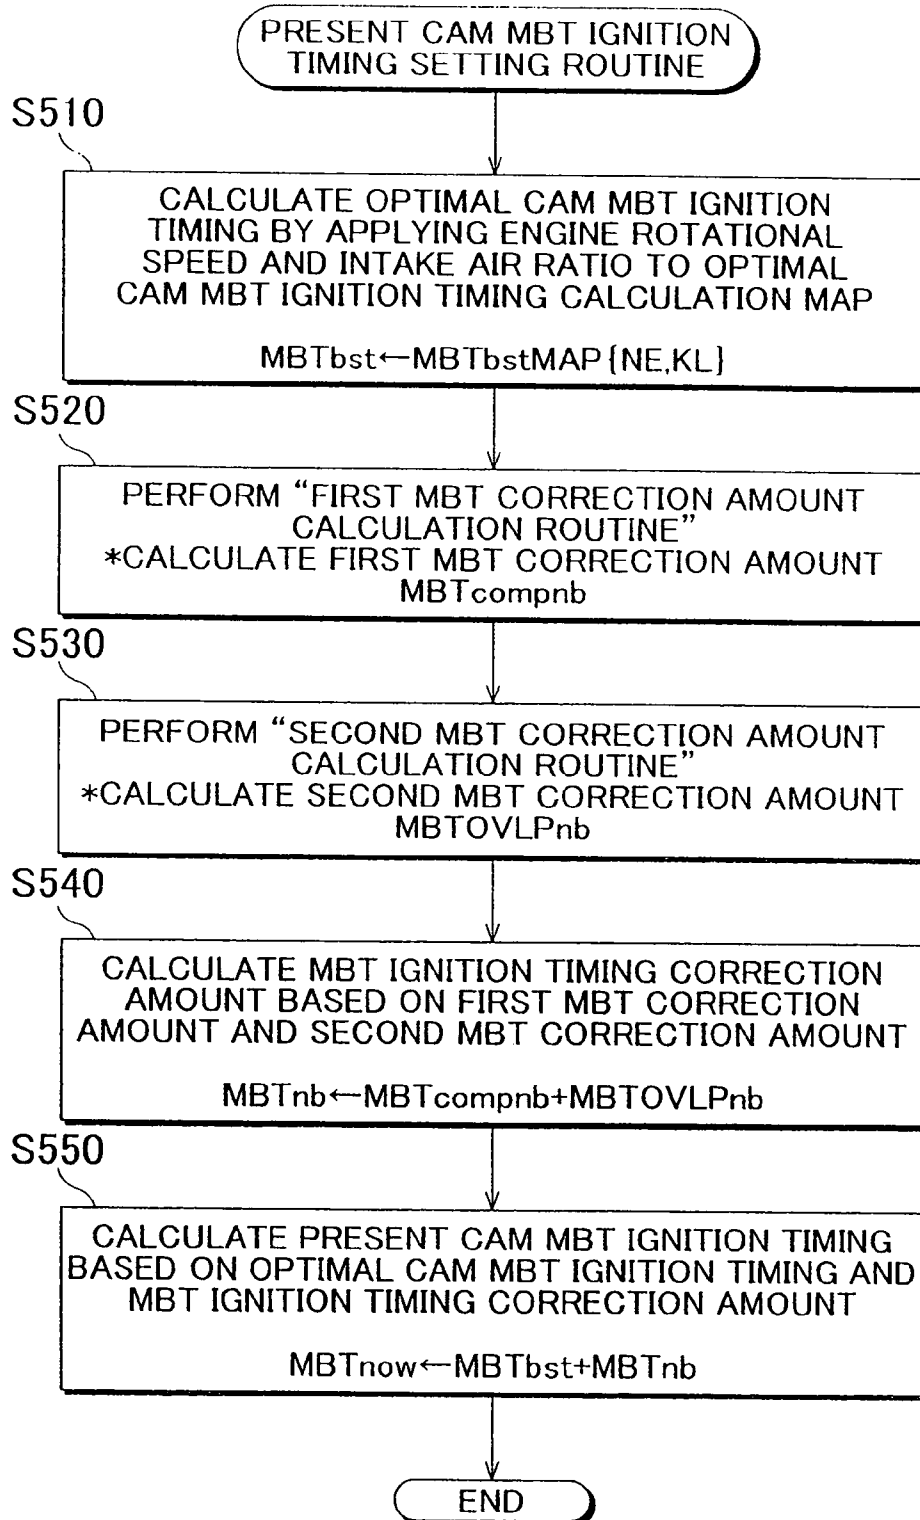 PRESENT CAM MBT IGNITION
TIMING SETTING ROUTINE
S510
CALCULATE OPTIMAL CAM MBT IGNITION
TIMING BY APPLYING ENGINE ROTATIONAL
SPEED AND INTAKE AIR RATIO TO OPTIMAL
CAM MBT IGNITION TIMING CALCULATION MAP
MBTbst←MBTbstMAP{NE,KL}
S520
PERFORM “FIRST MBT CORRECTION AMOUNT
CALCULATION ROUTINE”
*CALCULATE FIRST MBT CORRECTION AMOUNT
MBTcompnb
S530
PERFORM “SECOND MBT CORRECTION AMOUNT
CALCULATION ROUTINE”
*CALCULATE SECOND MBT CORRECTION AMOUNT
MBTOVLPnb
S540
CALCULATE MBT IGNITION TIMING CORRECTION
AMOUNT BASED ON FIRST MBT CORRECTION
AMOUNT AND SECOND MBT CORRECTION AMOUNT
MBTnb←MBTcompnb+MBTOVLPnb
S550
CALCULATE PRESENT CAM MBT IGNITION TIMING
BASED ON OPTIMAL CAM MBT IGNITION TIMING AND
MBT IGNITION TIMING CORRECTION AMOUNT
MBTnow←MBTbst+MBTnb
END